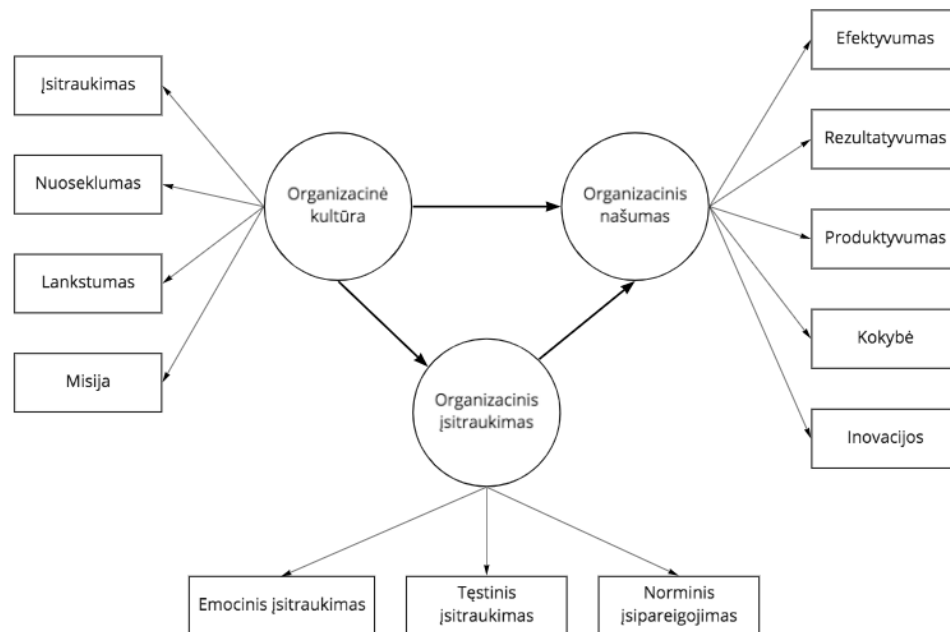 Efektyvumas
Įsitraukimas
Rezultatyvumas
Nuoseklumas
Organizacinė
kultūra
Organizacinis
našumas
Produktyvumas
Lankstumas
Kokybė
Misija
Organizacinis
įsitraukimas
Inovacijos
Emocinis įsitraukimas
Tęstinis
įsitraukimas
Norminis
įsipareigojimas